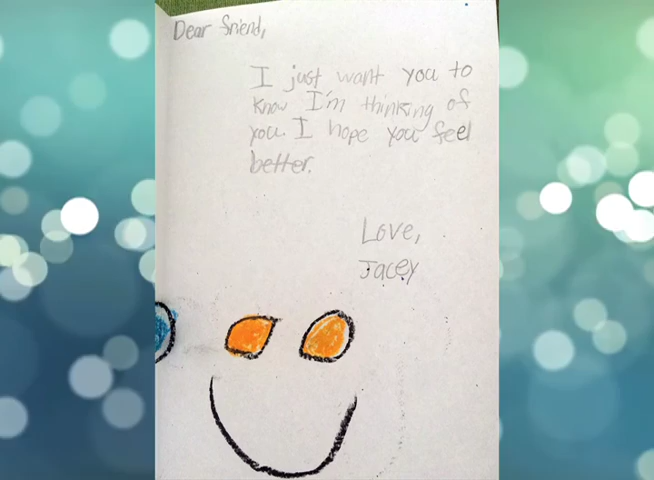 Dear friend,
I just want you to
know I'm thinking of
you. I hope you feel
better.
Love,
Jacey